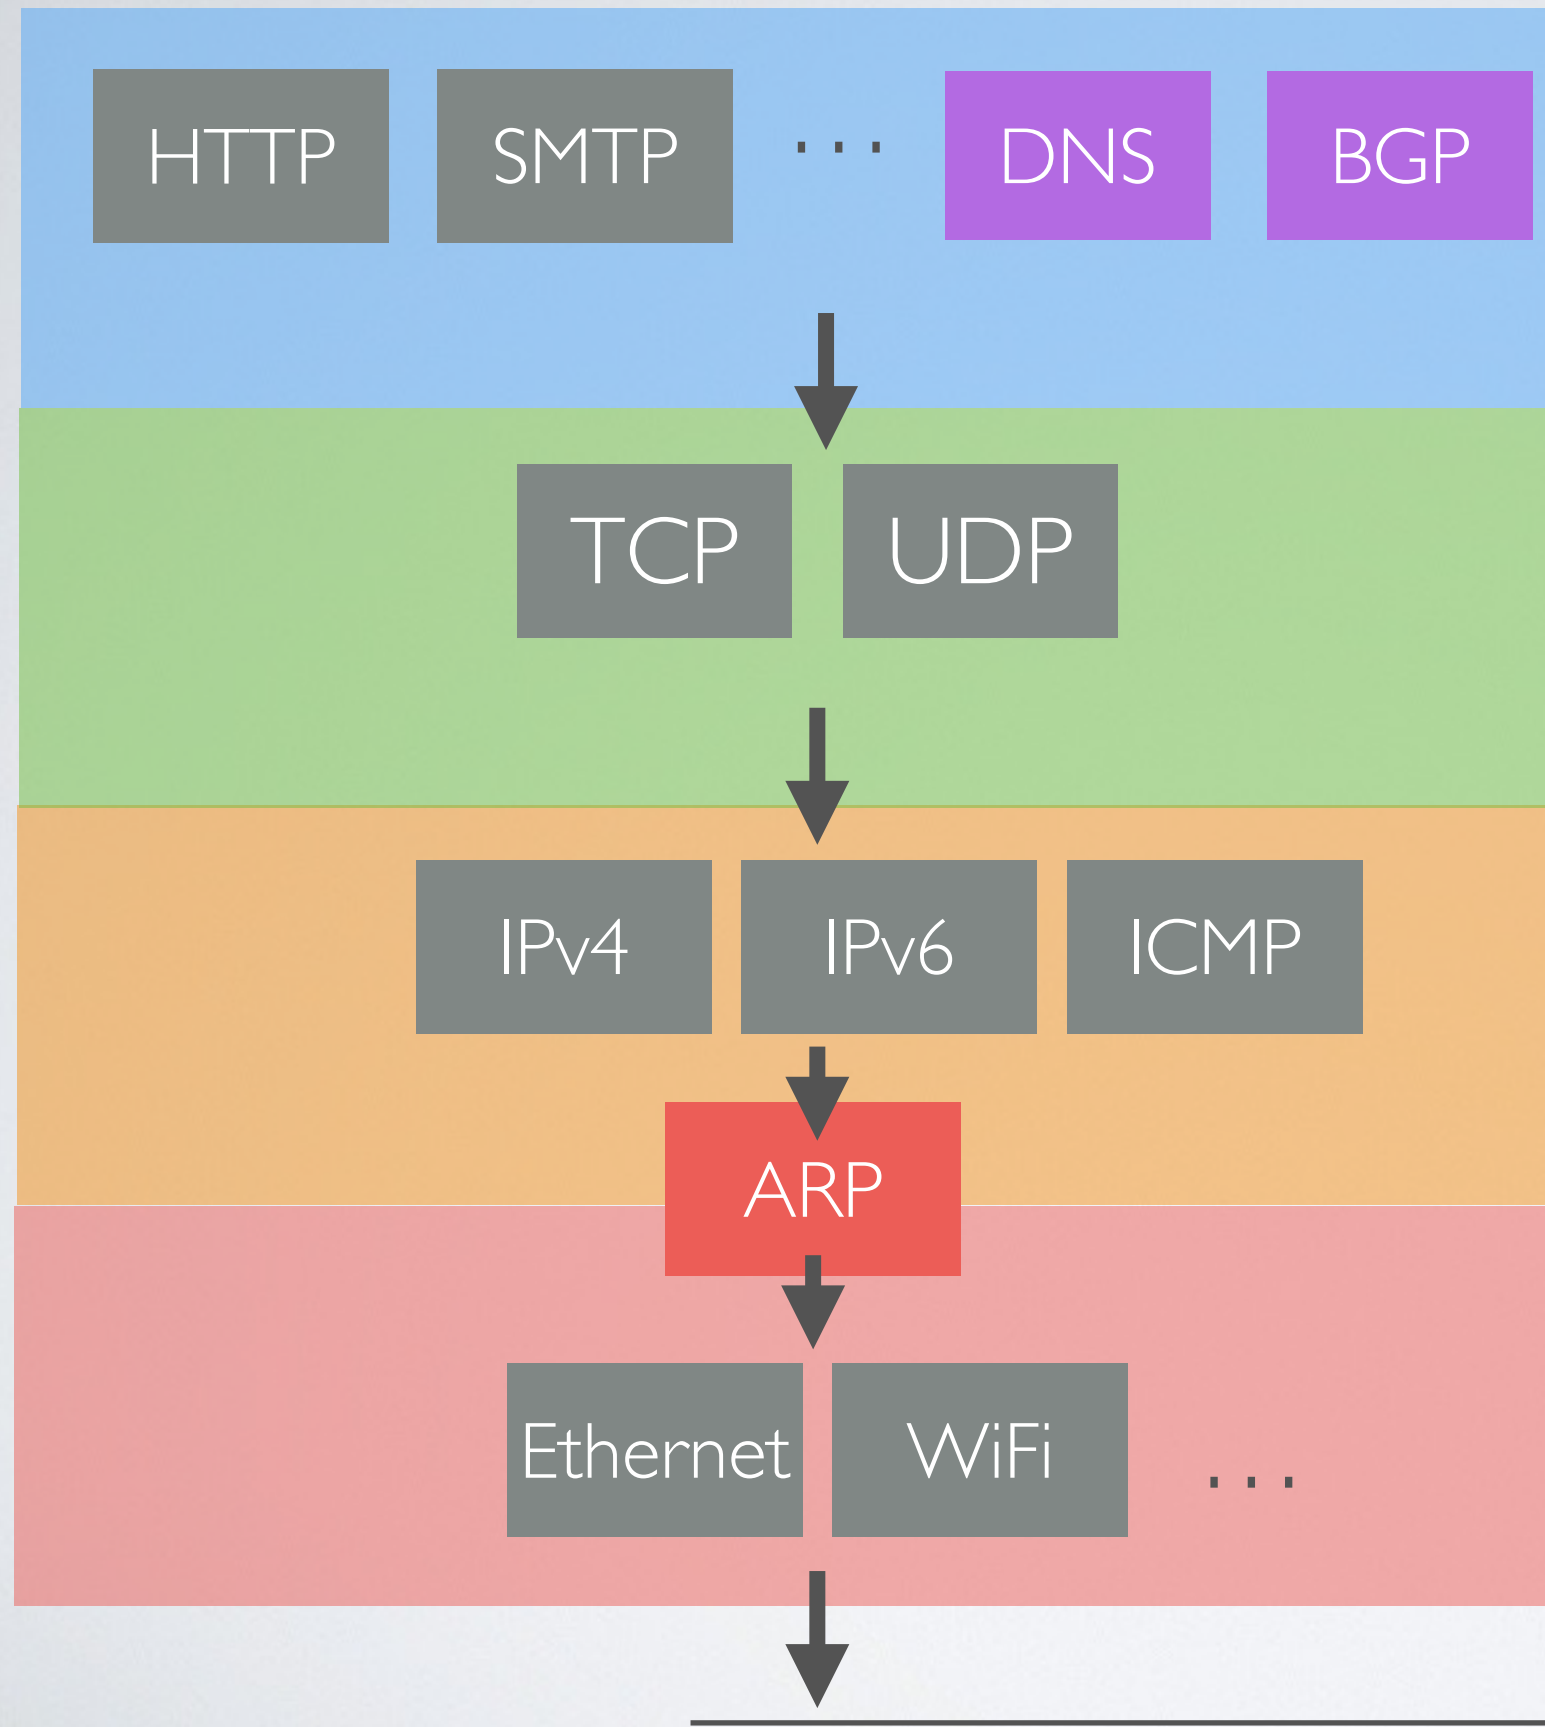 HTTP SMTP ... DNS BGP
TCP UDP
IPv4 IPv6 ICMP
ARP
Ethernet WiFi ...